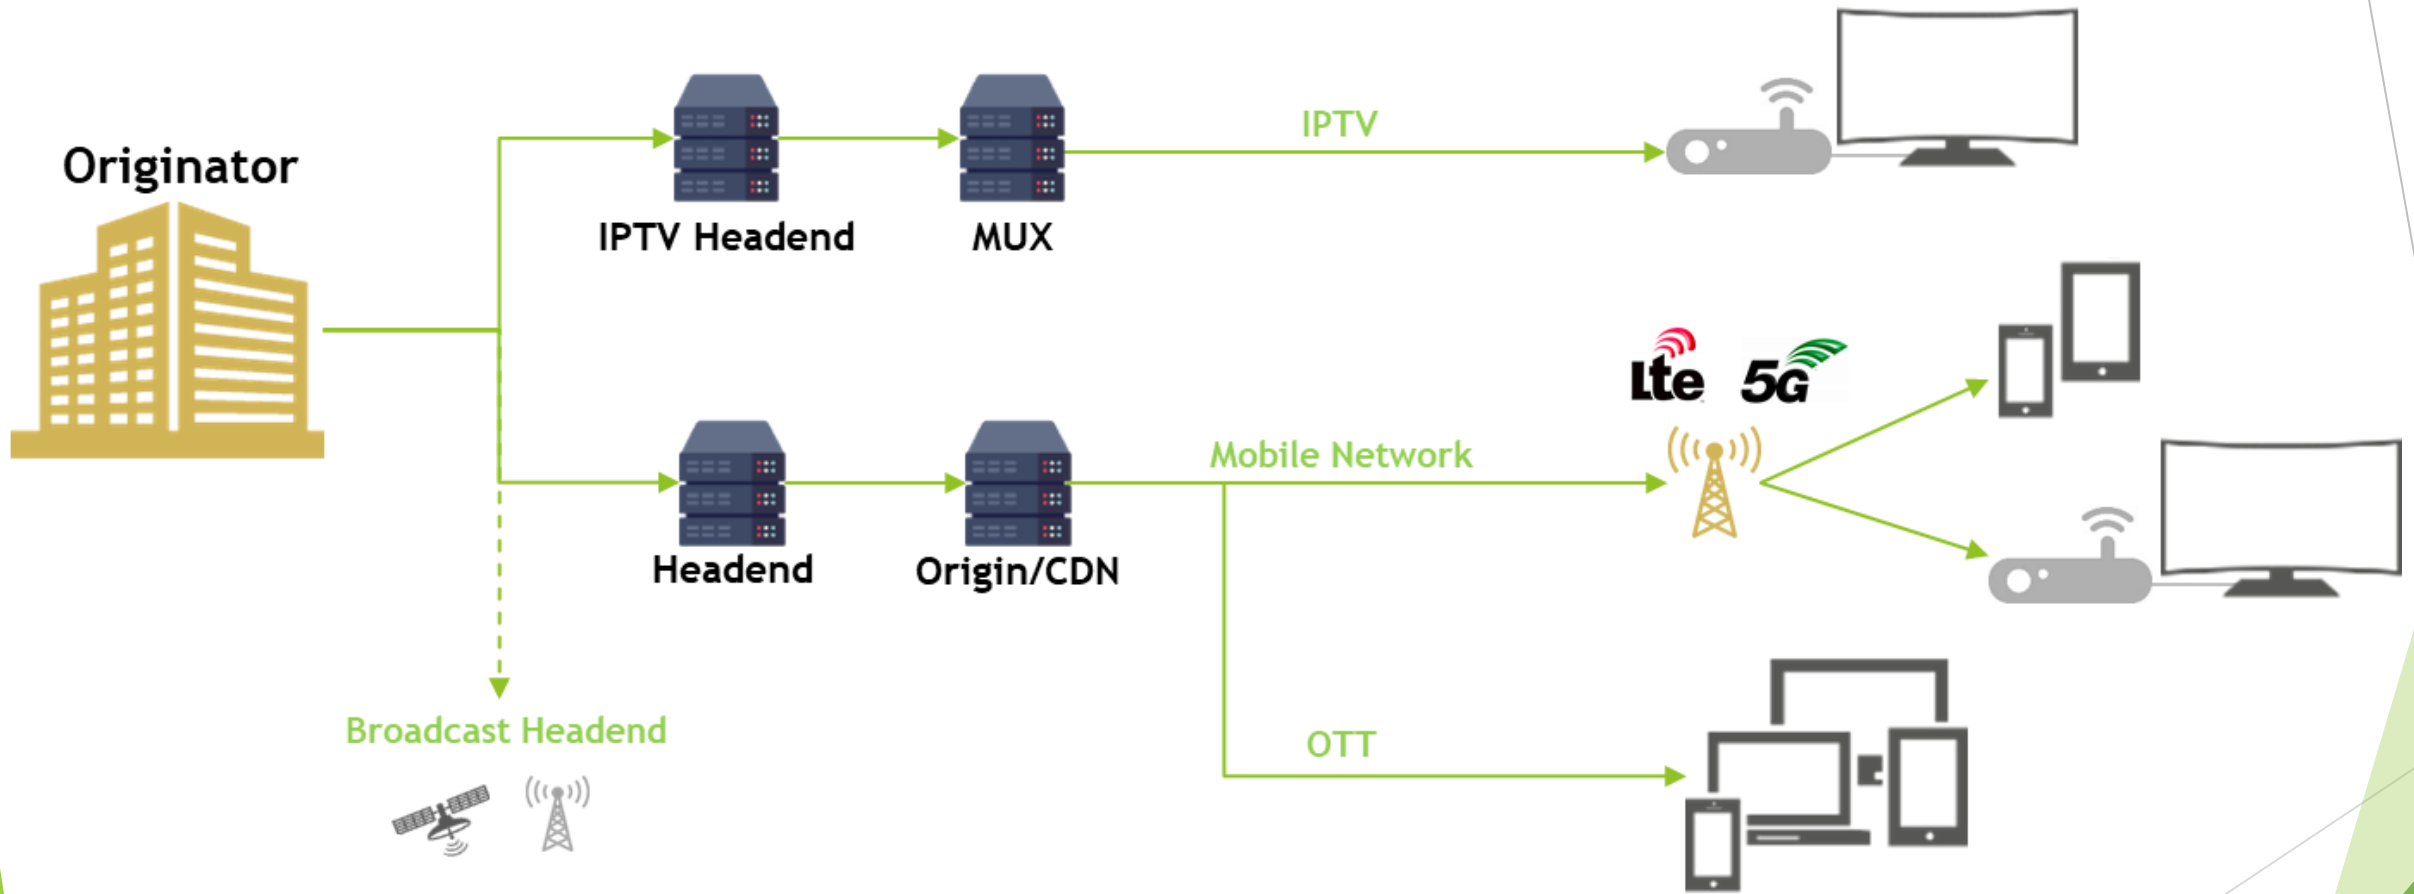 Originator
IPTV Headend
MUX
IPTV
Lte 5G
Mobile Network
Headend
Origin/CDN
Broadcast Headend
OTT